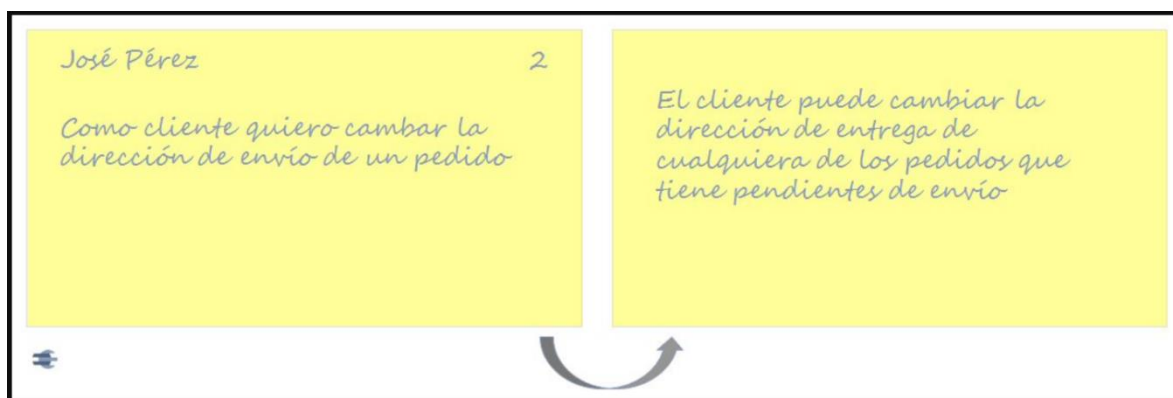 José Pérez 2
Como cliente quiero cambar la
dirección de envío de un pedido
El cliente puede cambiar la
dirección de entrega de
cualquiera de los pedidos que
tiene pendientes de envío